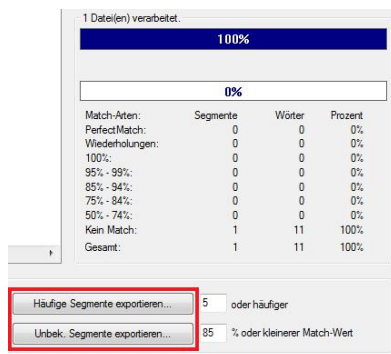 1 Datei(en) verarbeitet.
100%
0%
Match-Arten: Segmente Wörter Prozent
PerfectMatch: 0 0 0%
Wiederholungen: 0 0 0%
100%: 0 0 0%
95% - 99%: 0 0 0%
85% - 94%: 0 0 0%
75% - 84%: 0 0 0%
50% - 74%: 0 0 0%
Kein Match: 1 11 100%
Gesamt: 1 11 100%
Häufige Segmente exportieren... 5 oder häufiger
Unbek. Segmente exportieren... 85 % oder kleinerer Match-Wert